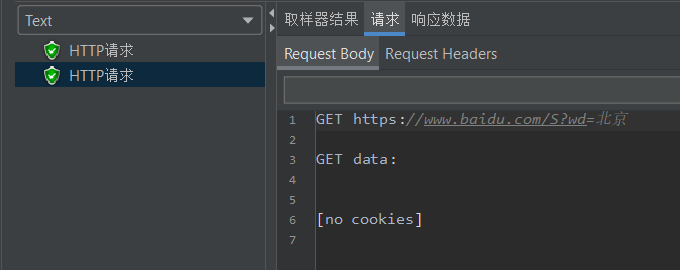 Text
HTTP请求
HTTP请求
取样器结果 请求 响应数据
Request Body Request Headers
1 GET https://www.baidu.com/S?wd=北京
2
3 GET data:
4
5
6 [no cookies]
7